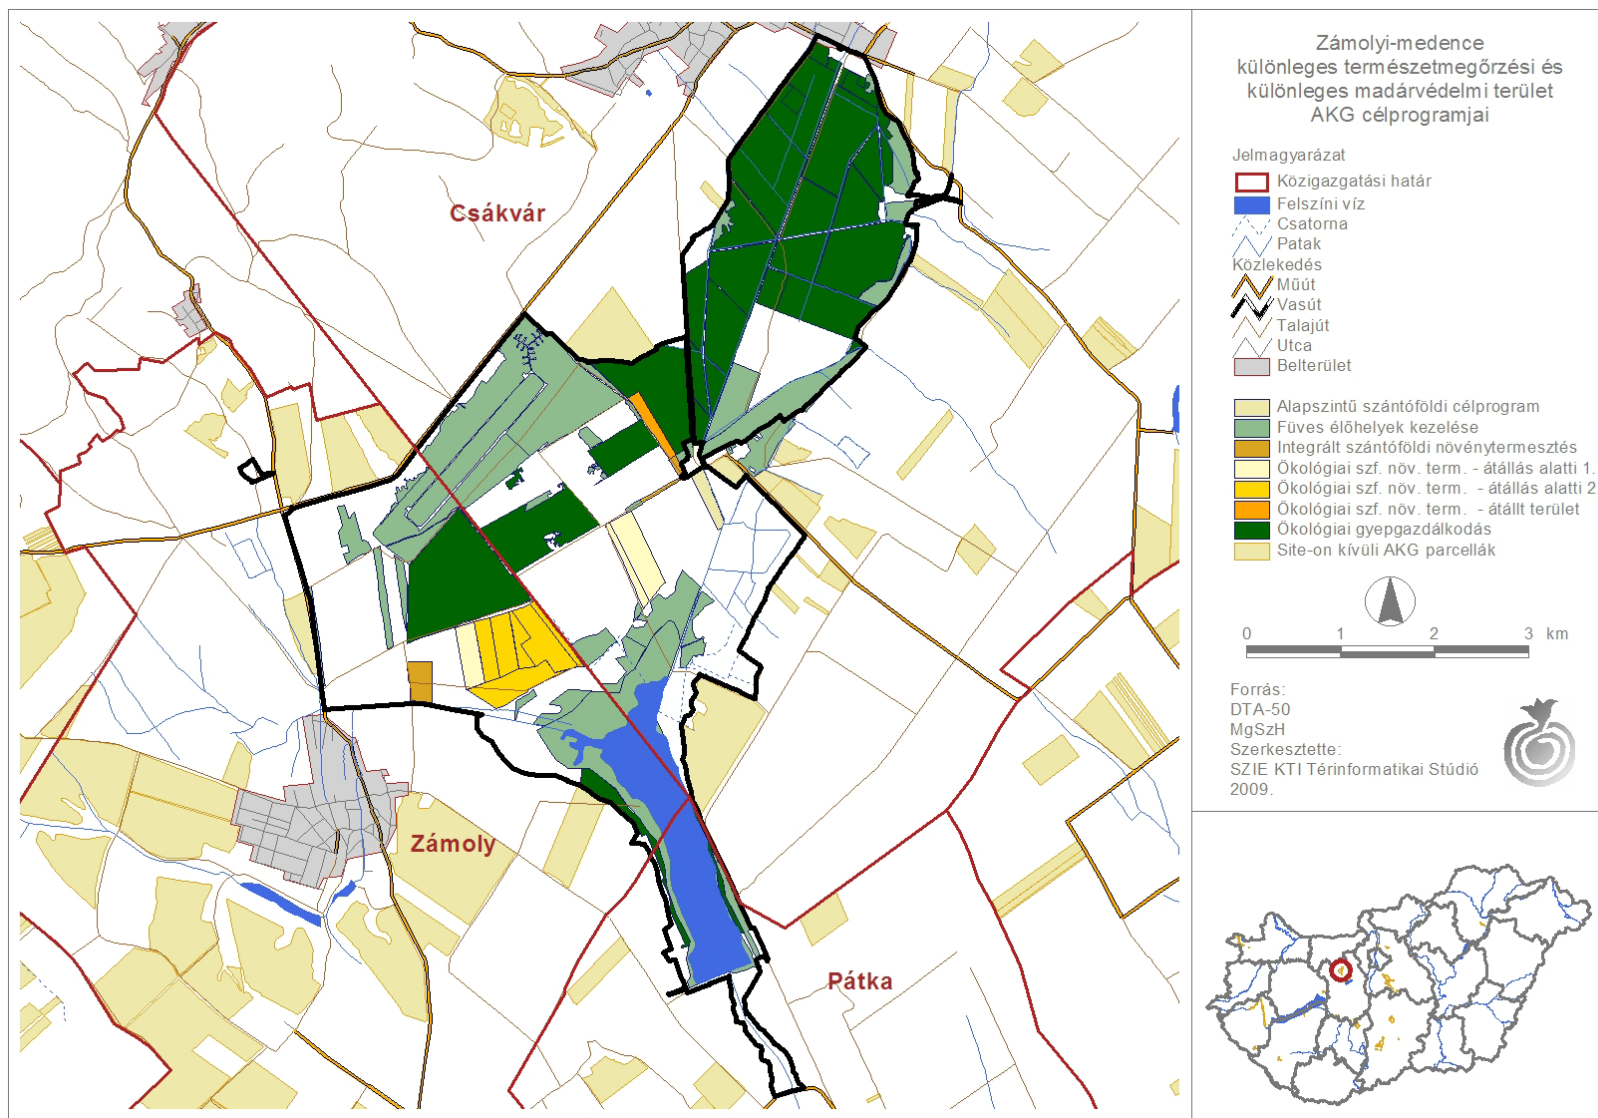 Zámolyi-medence
különleges természetmegőrzési és
különleges madárvédelmi terület
AKG célprogramjai
Jelmagyarázat
Közigazgatási határ
Felszíni víz
Csatorna
Patak
Közlekedés
Műút
Vasút
Talajút
Utca
Belterület
Alapszintű szántóföldi célprogram
Füves élőhelyek kezelése
Integrált szántóföldi növénytermesztés
Ökológiai szf. növ. term. - átállás alatti 1.
Ökológiai szf. növ. term. - átállás alatti 2
Ökológiai szf. növ. term. - átállt terület
Ökológiai gyepgazdálkodás
Site-on kívüli AKG parcellák
0 1 2 3 km
Forrás:
DTA-50
MgSzH
Szerkesztette:
SZIE KTI Térinformatikai Stúdió
2009.
Csákvár
Zámoly
Pátka